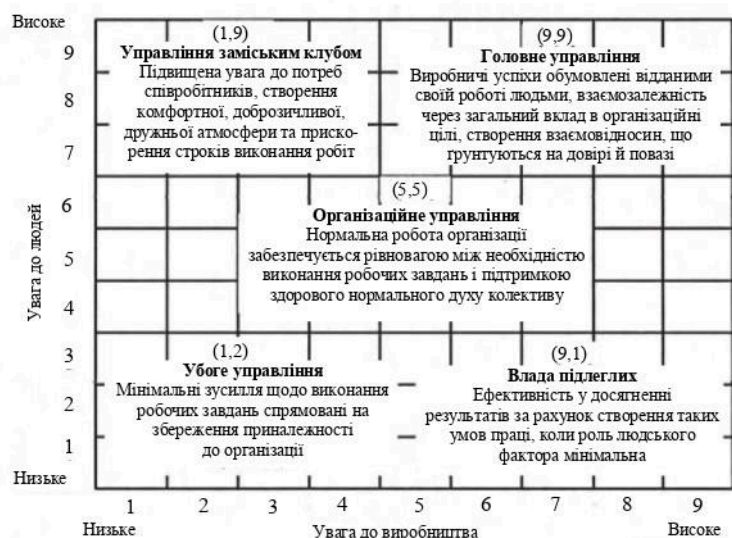 Високе
9
8
7
6
5
4
3
2
1
Низьке
Увага до людей
(1,9)
Управління заміським клубом
Підвищена увага до потреб
співробітників, створення
комфортної, доброзичливої,
дружньої атмосфери та приско-
рення строків виконання робіт
(9,9)
Головне управління
Виробничі успіхи обумовлені відданими
своїй роботі людьми, взаємозалежність
через загальний вклад в організаційні
цілі, створення взаємовідносин, що
ґрунтуються на довірі й повазі
(5,5)
Організаційне управління
Нормальна робота організації
забезпечується рівновагою між необхідністю
виконання робочих завдань і підтримкою
здорового нормального духу колективу
(1,2)
Убоге управління
Мінімальні зусилля щодо виконання
робочих завдань спрямовані на
збереження приналежності
до організації
(9,1)
Влада підлеглих
Ефективність у досягненні
результатів за рахунок створення таких
умов праці, коли роль людського
фактора мінімальна
1 2 3 4 5 6 7 8 9
Низьке Увага до виробництва Високе